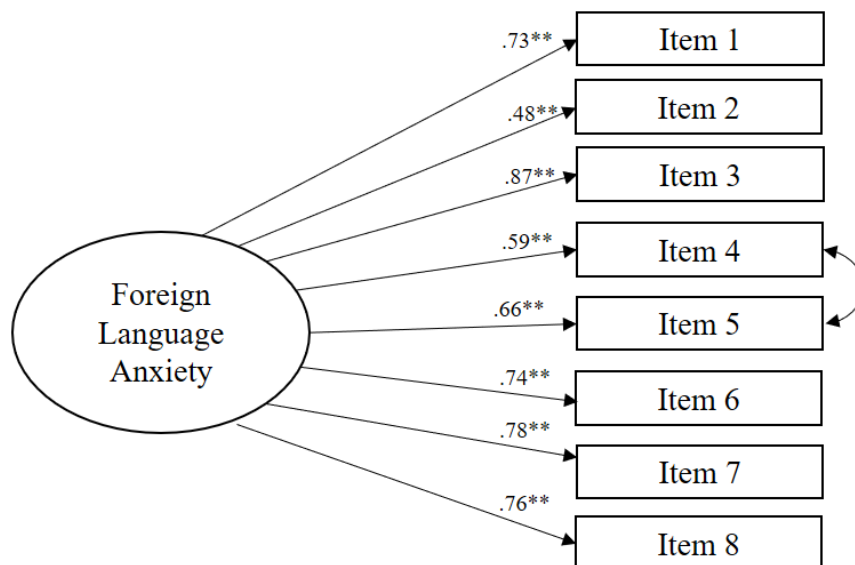 .73**
Item 1
.48**
Item 2
.87**
Item 3
.59**
Item 4
Foreign
Language
Anxiety
.66**
Item 5
.74**
Item 6
.78**
Item 7
.76**
Item 8